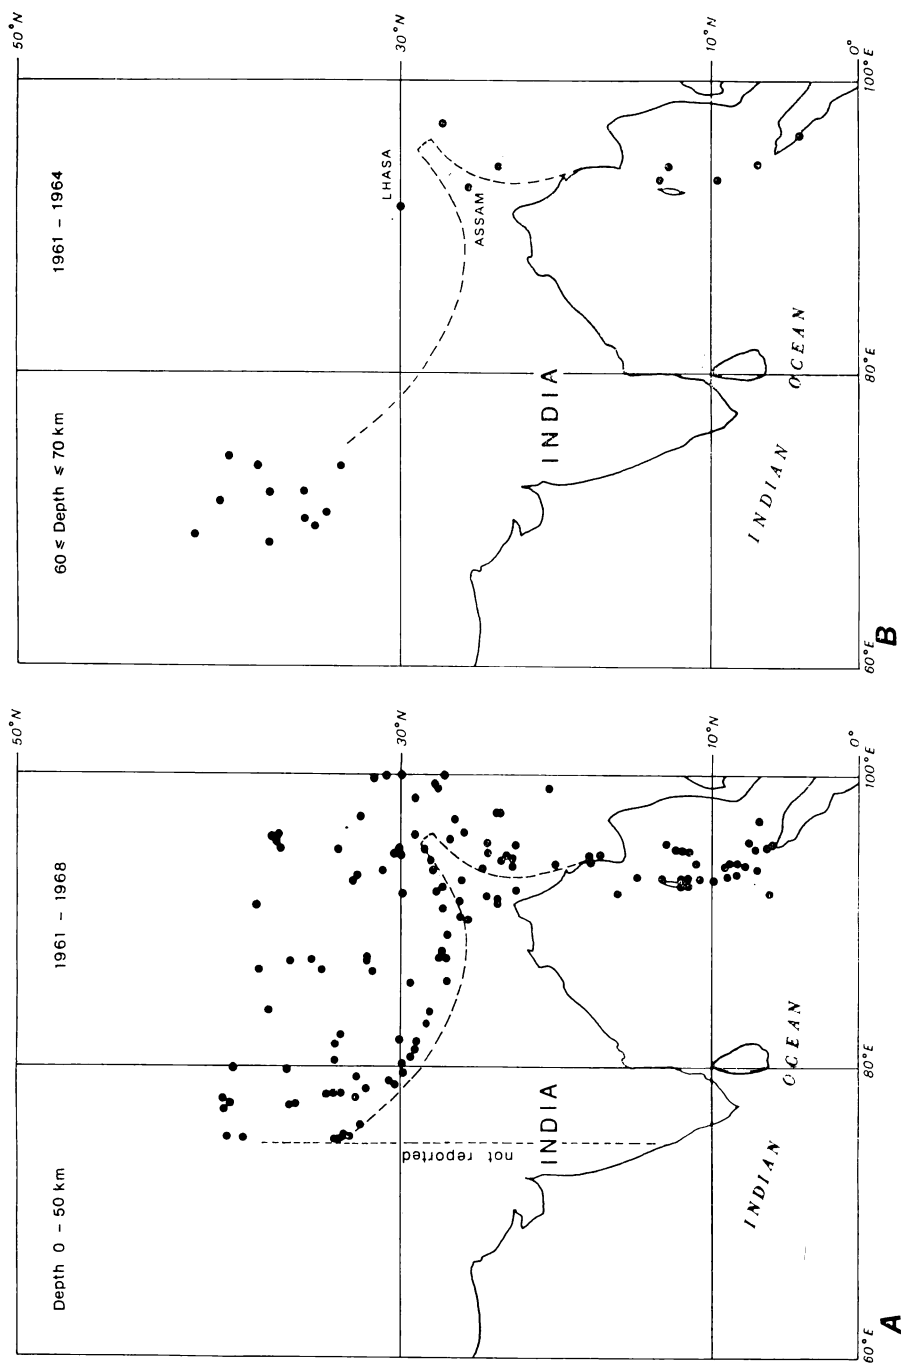 Depth 0 – 50 km
1961 – 1968
50°N
30°N
10°N
0°
100°E
80°E
60°E
not reported
INDIA
INDIAN
OCEAN
A
60 ≤ Depth ≤ 70 km
1961 – 1964
50°N
30°N
10°N
0°
100°E
80°E
60°E
LHASA
ASSAM
INDIA
INDIAN
OCEAN
B